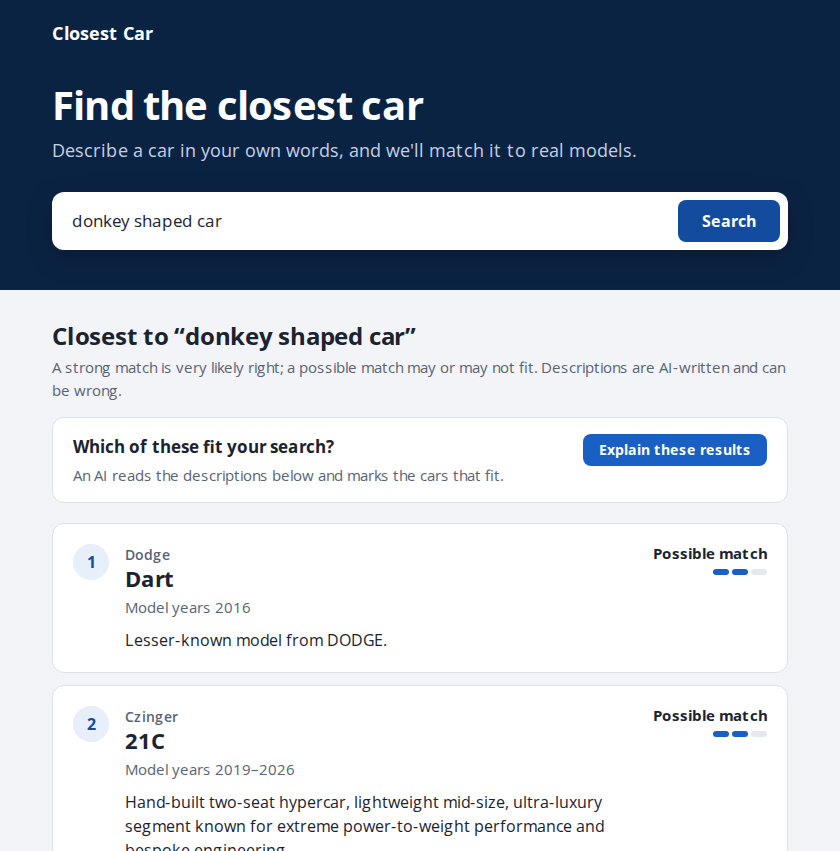 Closest Car
Find the closest car
Describe a car in your own words, and we'll match it to real models.
donkey shaped car
Search
Closest to “donkey shaped car”
A strong match is very likely right; a possible match may or may not fit. Descriptions are AI-written and can
be wrong.
Which of these fit your search?
Explain these results
An AI reads the descriptions below and marks the cars that fit.
1
Dodge
Possible match
Dart
Model years 2016
Lesser-known model from DODGE.
2
Czinger
Possible match
21C
Model years 2019–2026
Hand-built two-seat hypercar, lightweight mid-size, ultra-luxury
segment known for extreme power-to-weight performance and
bespoke engineering.